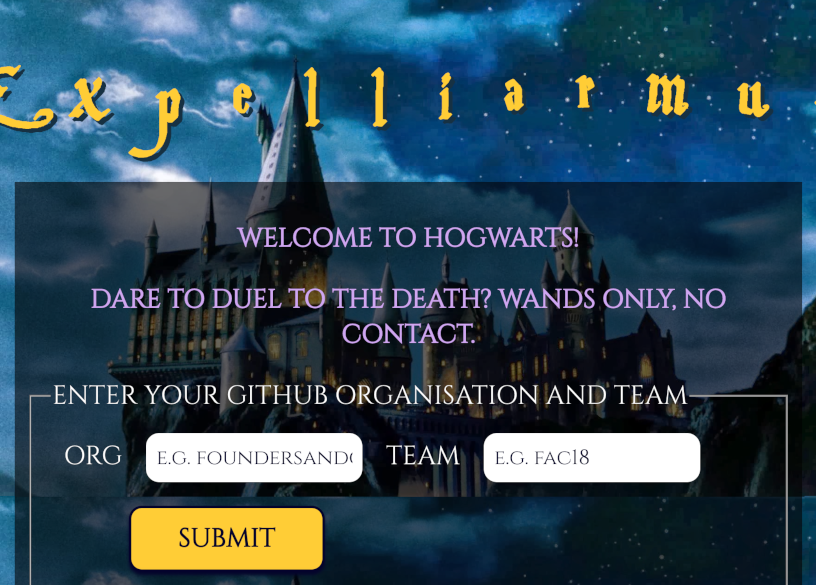 Expelliarmu
WELCOME TO HOGWARTS!
DARE TO DUEL TO THE DEATH? WANDS ONLY, NO
CONTACT.
ENTER YOUR GITHUB ORGANISATION AND TEAM
ORG E.G. FOUNDERSAND TEAM E.G. FAC18
SUBMIT